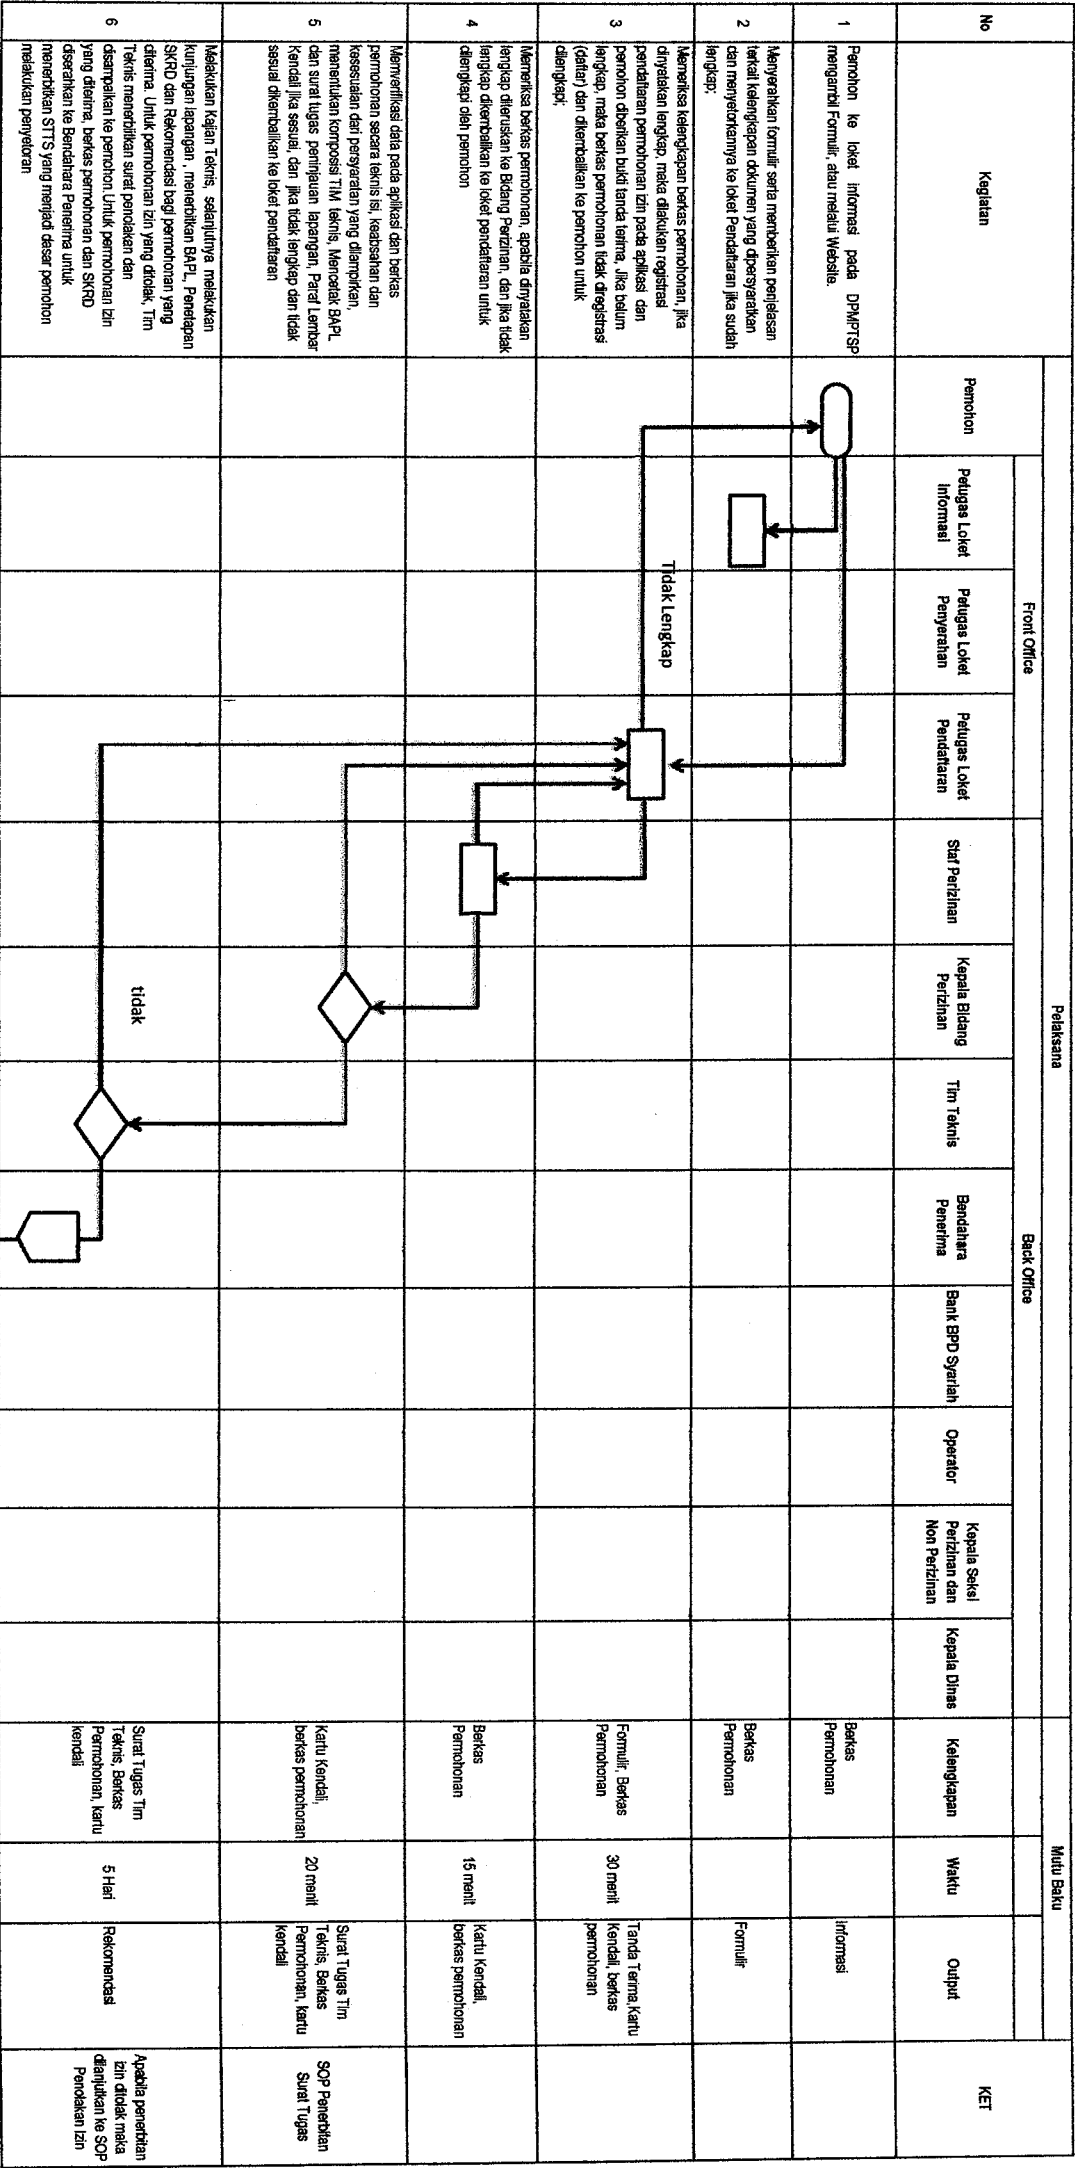 No
Kegiatan
Pelaksana
Mutu Baku
KET
Front Office
Back Office
Pemohon
Petugas Loket
Informasi
Petugas Loket
Penyerahan
Petugas Loket
Pendaftaran
Staf Perizinan
Kepala Bidang
Perizinan
Tim Teknis
Bendahara
Penerima
Bank BPD Syariah
Operator
Kepala Seksi
Perizinan dan
Non Perizinan
Kepala Dinas
Kelengkapan
Waktu
Output
1
Pemohon ke loket informasi pada DPMPTSP
mengambil Formulir, atau melalui Website.
Berkas
Permohonan
Informasi
2
Menyerahkan formulir serta memberikan penjelasan
terkait kelengkapan dokumen yang dipersyaratkan
dan menyetorkannya ke loket Pendaftaran jika sudah
lengkap;
Berkas
Permohonan
Formulir
3
Memeriksa kelengkapan berkas permohonan, jika
dinyatakan lengkap, maka dilakukan registrasi
pendaftaran permohonan izin pada aplikasi dan
pemohon diberikan bukti tanda terima, Jika belum
lengkap, maka berkas permohonan tidak diregistrasi
(daftar) dan dikembalikan ke pemohon untuk
dilengkapi;
Tidak Lengkap
Formulir, Berkas
Permohonan
30 menit
Tanda Terima,Kartu
Kendali, berkas
permohonan
4
Memeriksa berkas permohonan, apabila dinyatakan
lengkap diteruskan ke Bidang Perizinan, dan jika tidak
lengkap dikembalikan ke loket pendaftaran untuk
dilengkapi oleh pemohon
Berkas
Permohonan
15 menit
Kartu Kendali,
berkas permohonan
5
Memverifikasi data pada aplikasi dan berkas
permohonan secara teknis isi, keabsahan dan
kesesuaian dari persyaratan yang dilampirkan,
menentukan komposisi TIM teknis, Mencetak BAPL
dan surat tugas peninjauan lapangan, Paraf Lembar
Kendali jika sesuai, dan jika tidak lengkap dan tidak
sesuai dikembalikan ke loket pendaftaran
Kartu Kendali,
berkas permohonan
20 menit
Surat Tugas Tim
Teknis, Berkas
Permohonan, kartu
kendali
SOP Penerbitan
Surat Tugas
6
Melakukan Kajian Teknis, selanjutnya melakukan
kunjungan lapangan , menerbitkan BAPL, Penetapan
SKRD dan Rekomendasi bagi permohonan yang
diterima. Untuk permohonan izin yang ditolak, Tim
Teknis menerbitkan surat penolakan dan
disampaikan ke pemohon. Untuk permohonan izin
yang diterima, berkas permohonan dan SKRD
diserahkan ke Bendahara Penerima untuk
menerbitkan STTS yang menjadi dasar pemohon
melakukan penyetoran
tidak
Surat Tugas Tim
Teknis, Berkas
Permohonan, kartu
kendali
5 Hari
Rekomendasi
Apabila penerbitan
izin ditolak maka
dilanjutkan ke SOP
Penolakan Izin